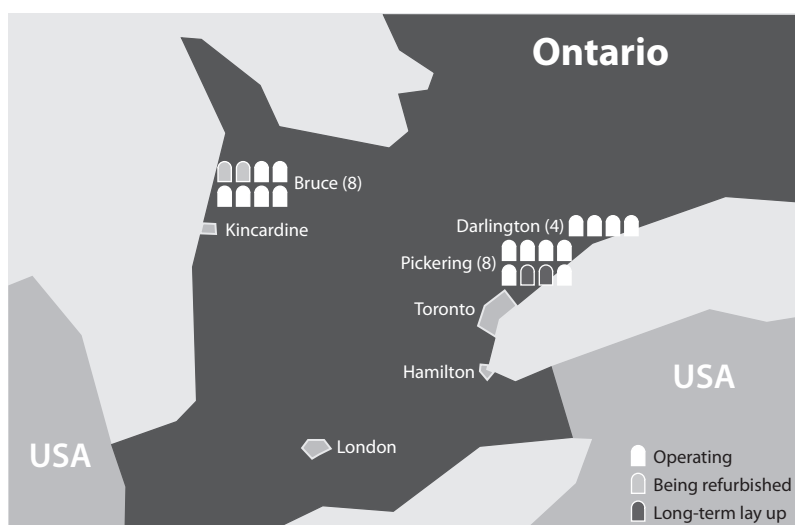 Ontario
Bruce (8)
Kincardine
Darlington (4)
Pickering (8)
Toronto
Hamilton
USA
London
USA
Operating
Being refurbished
Long-term lay up